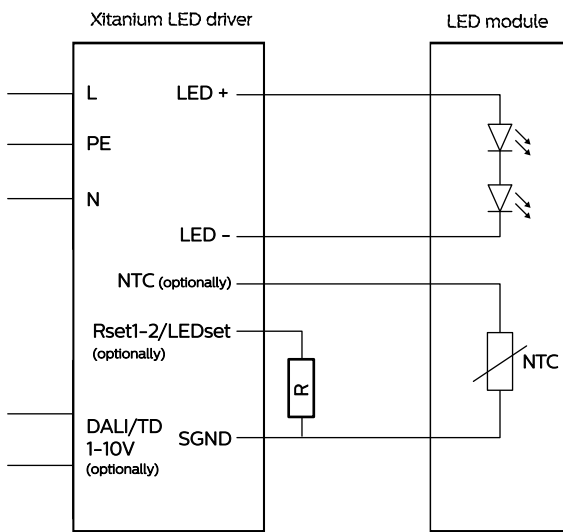 Xitanium LED driver
LED module
L
LED +
PE
N
LED -
NTC (optionally)
Rset1-2/LEDset
(optionally)
R
NTC
DALI/TD
1-10V
(optionally)
SGND